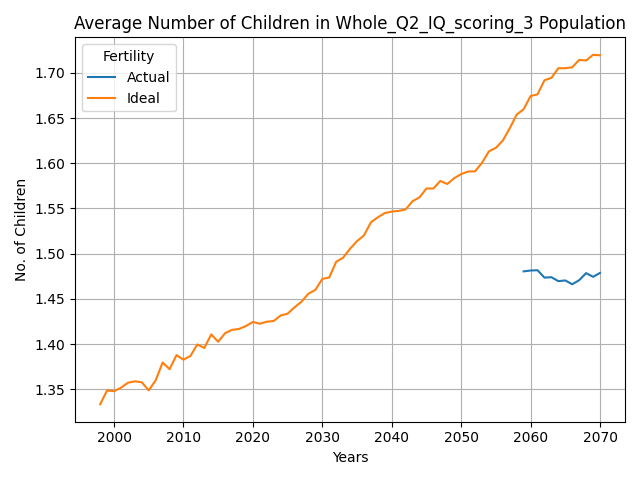 Average Number of Children in Whole_Q2_IQ_scoring_3 Population
Fertility
Actual
Ideal
No. of Children
1.70
1.65
1.60
1.55
1.50
1.45
1.40
1.35
2000 2010 2020 2030 2040 2050 2060 2070
Years